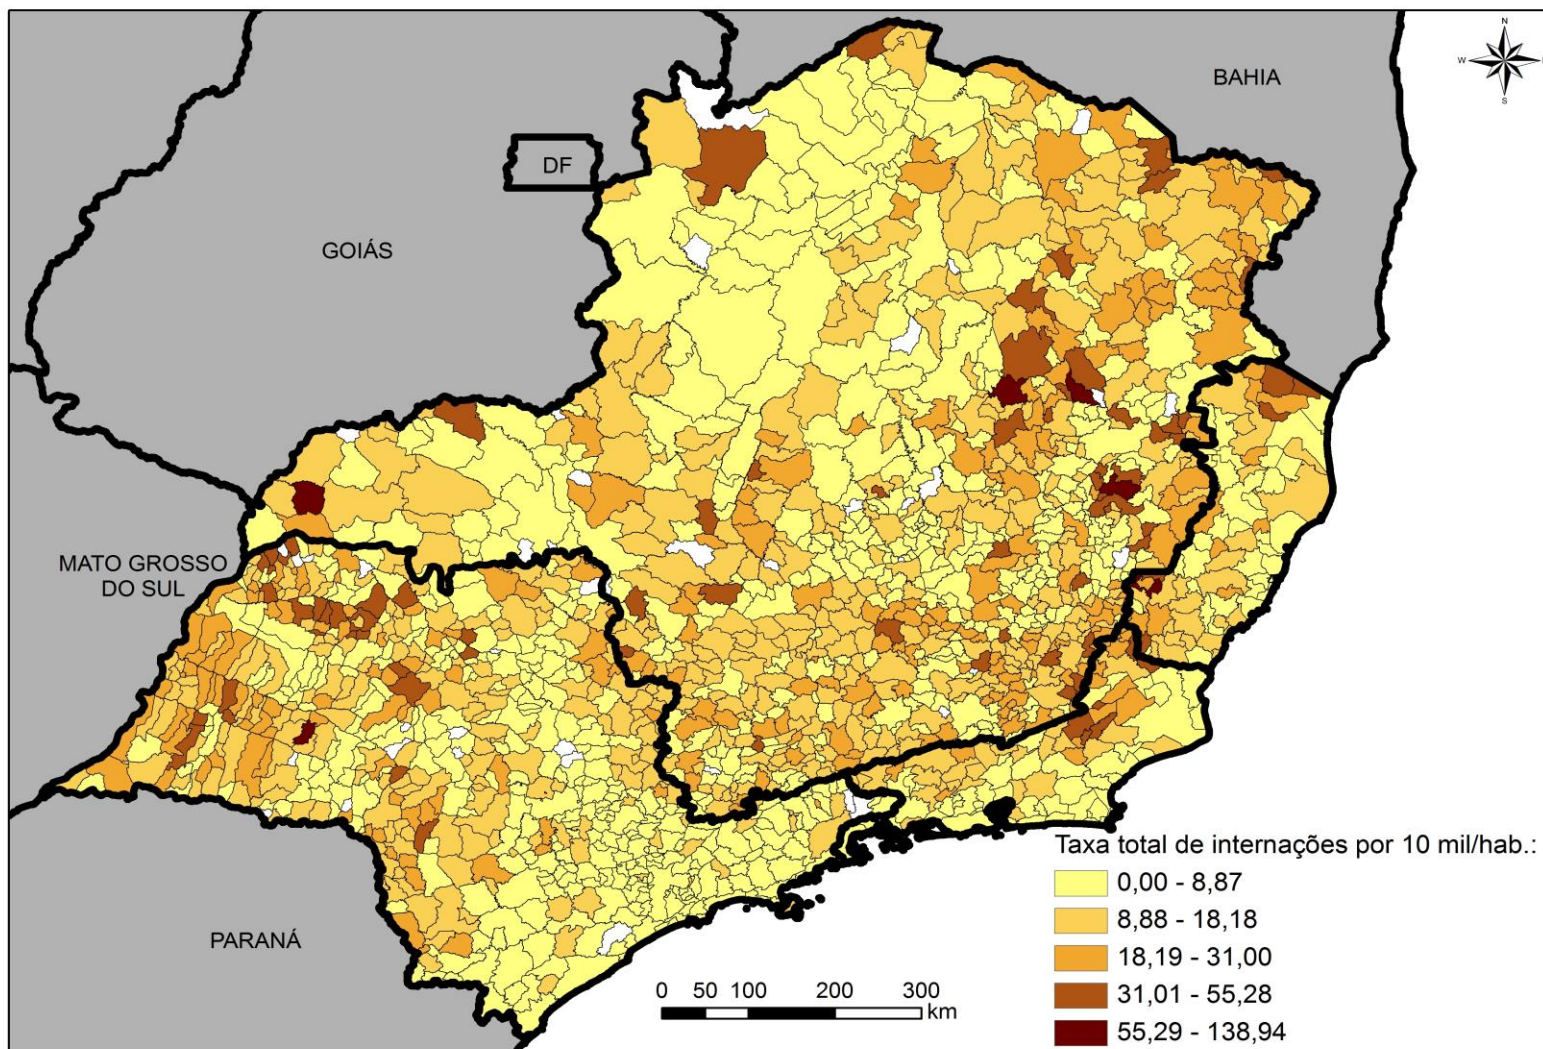 N
W
S
BAHIA
DF
GOIÁS
MATO GROSSO
DO SUL
PARANÁ
Taxa total de internações por 10 mil/hab.:
0,00 - 8,87
8,88 - 18,18
18,19 - 31,00
31,01 - 55,28
55,29 - 138,94
0 50 100 200 300
km